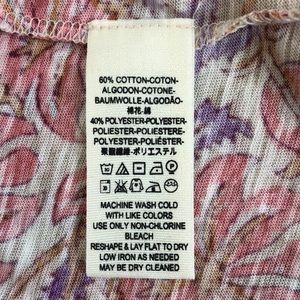 60% COTTON-COTON-
ALGODON-COTONE-
BAUMWOLLE-ALGODÃO-
棉花-綿
40% POLYESTER-POLYESTER-
POLIESTER-POLIESTERE-
POLYESTER-POLIÉSTER-
聚酯纖維-ポリエステル
MACHINE WASH COLD
WITH LIKE COLORS
USE ONLY NON-CHLORINE
BLEACH
RESHAPE & LAY FLAT TO DRY
LOW IRON AS NEEDED
MAY BE DRY CLEANED